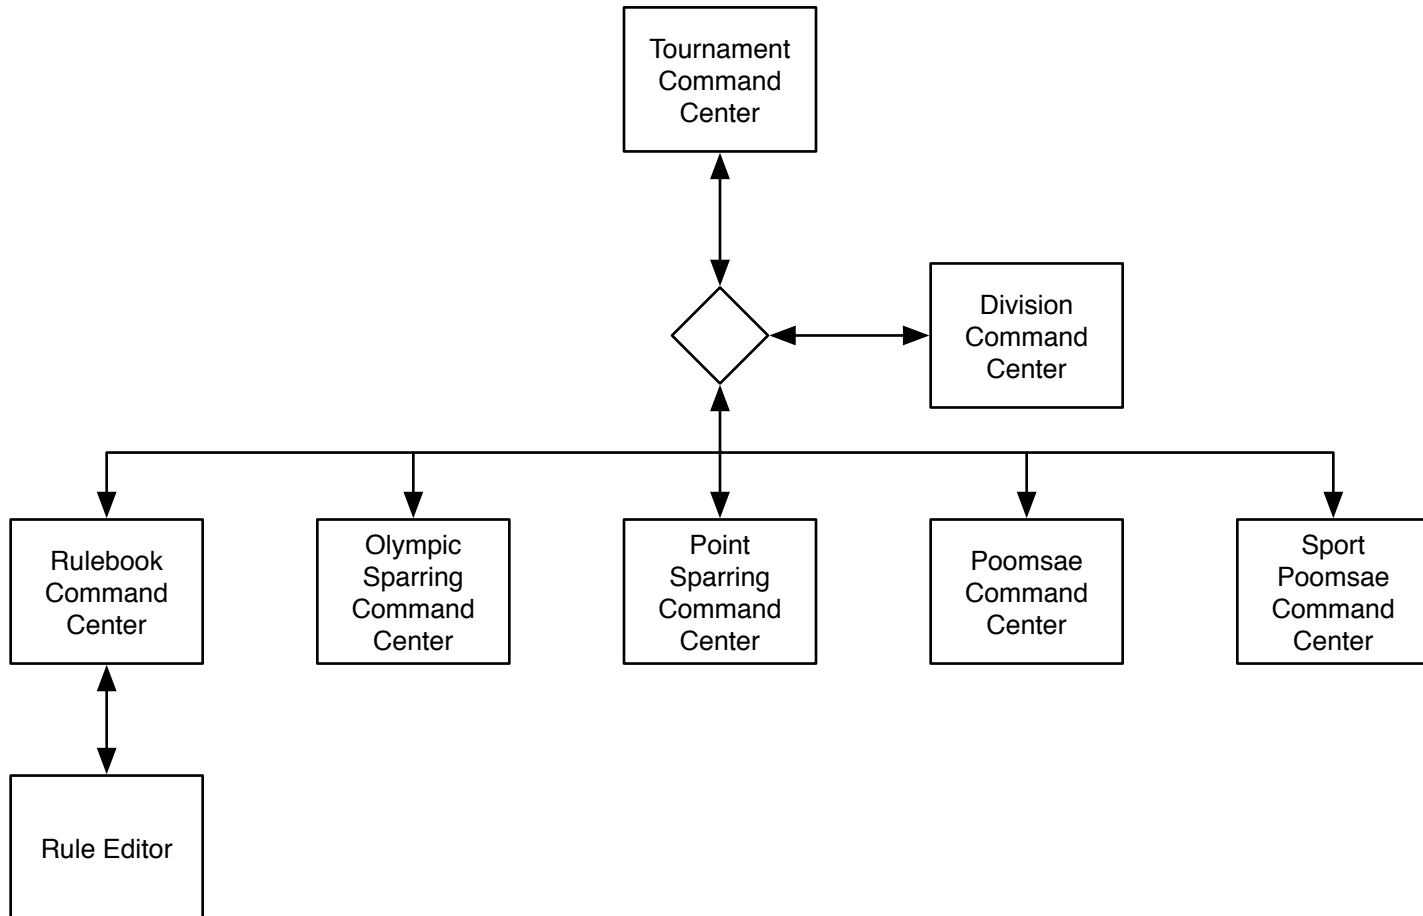 Tournament
Command
Center
Division
Command
Center
Rulebook
Command
Center
Olympic
Sparring
Command
Center
Point
Sparring
Command
Center
Poomsae
Command
Center
Sport
Poomsae
Command
Center
Rule Editor